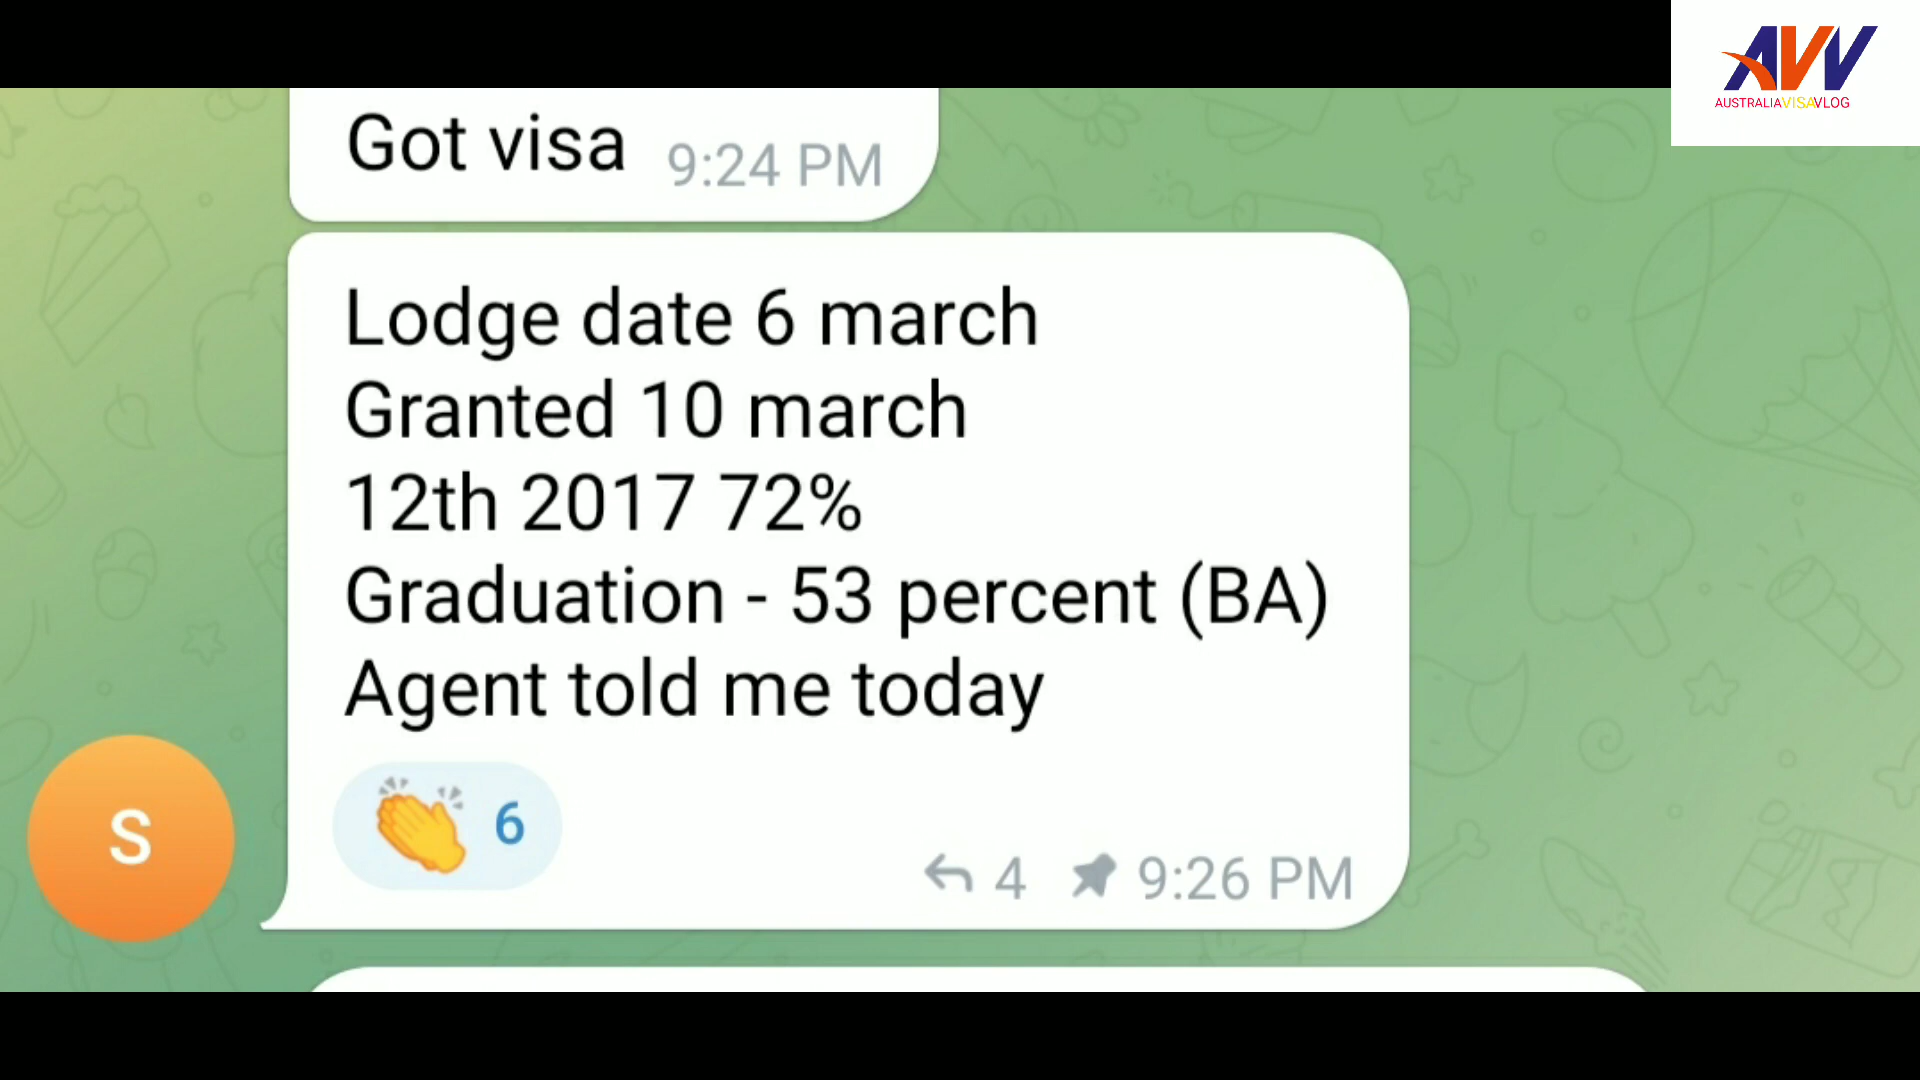 AVV
AUSTRALIAVISAVLOG
Got visa 9:24 PM
Lodge date 6 march
Granted 10 march
12th 2017 72%
Graduation - 53 percent (BA)
Agent told me today
👏 6
4 9:26 PM
S